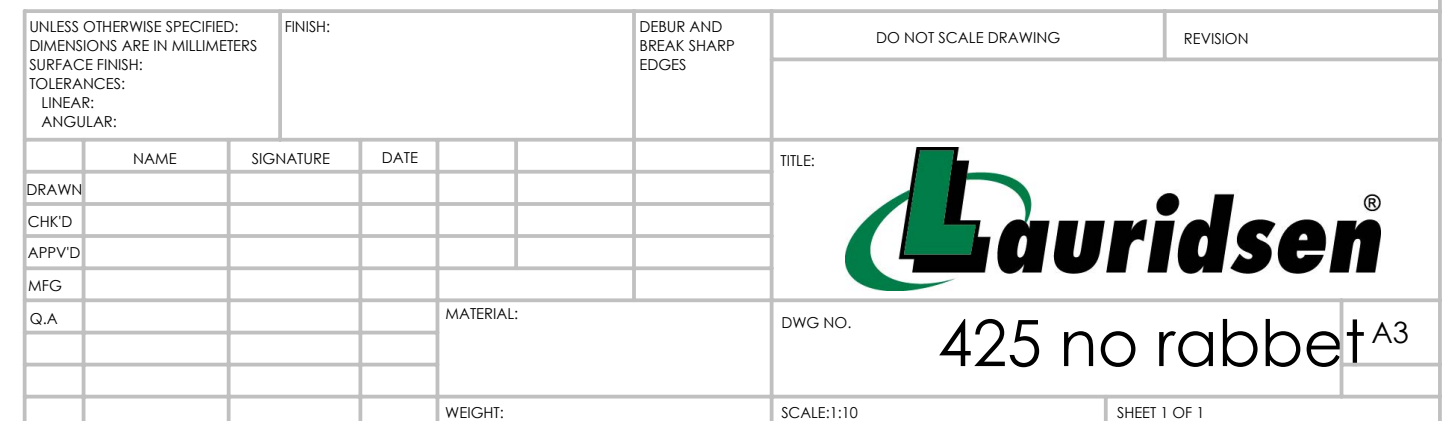 UNLESS OTHERWISE SPECIFIED:
DIMENSIONS ARE IN MILLIMETERS
SURFACE FINISH:
TOLERANCES:
LINEAR:
ANGULAR:
FINISH:
DEBUR AND
BREAK SHARP
EDGES
DO NOT SCALE DRAWING
REVISION
NAME
SIGNATURE
DATE
DRAWN
CHK'D
APPV'D
MFG
Q.A
TITLE:
Lauridsen®
MATERIAL:
DWG NO.
425 no rabbet
A3
WEIGHT:
SCALE:1:10
SHEET 1 OF 1